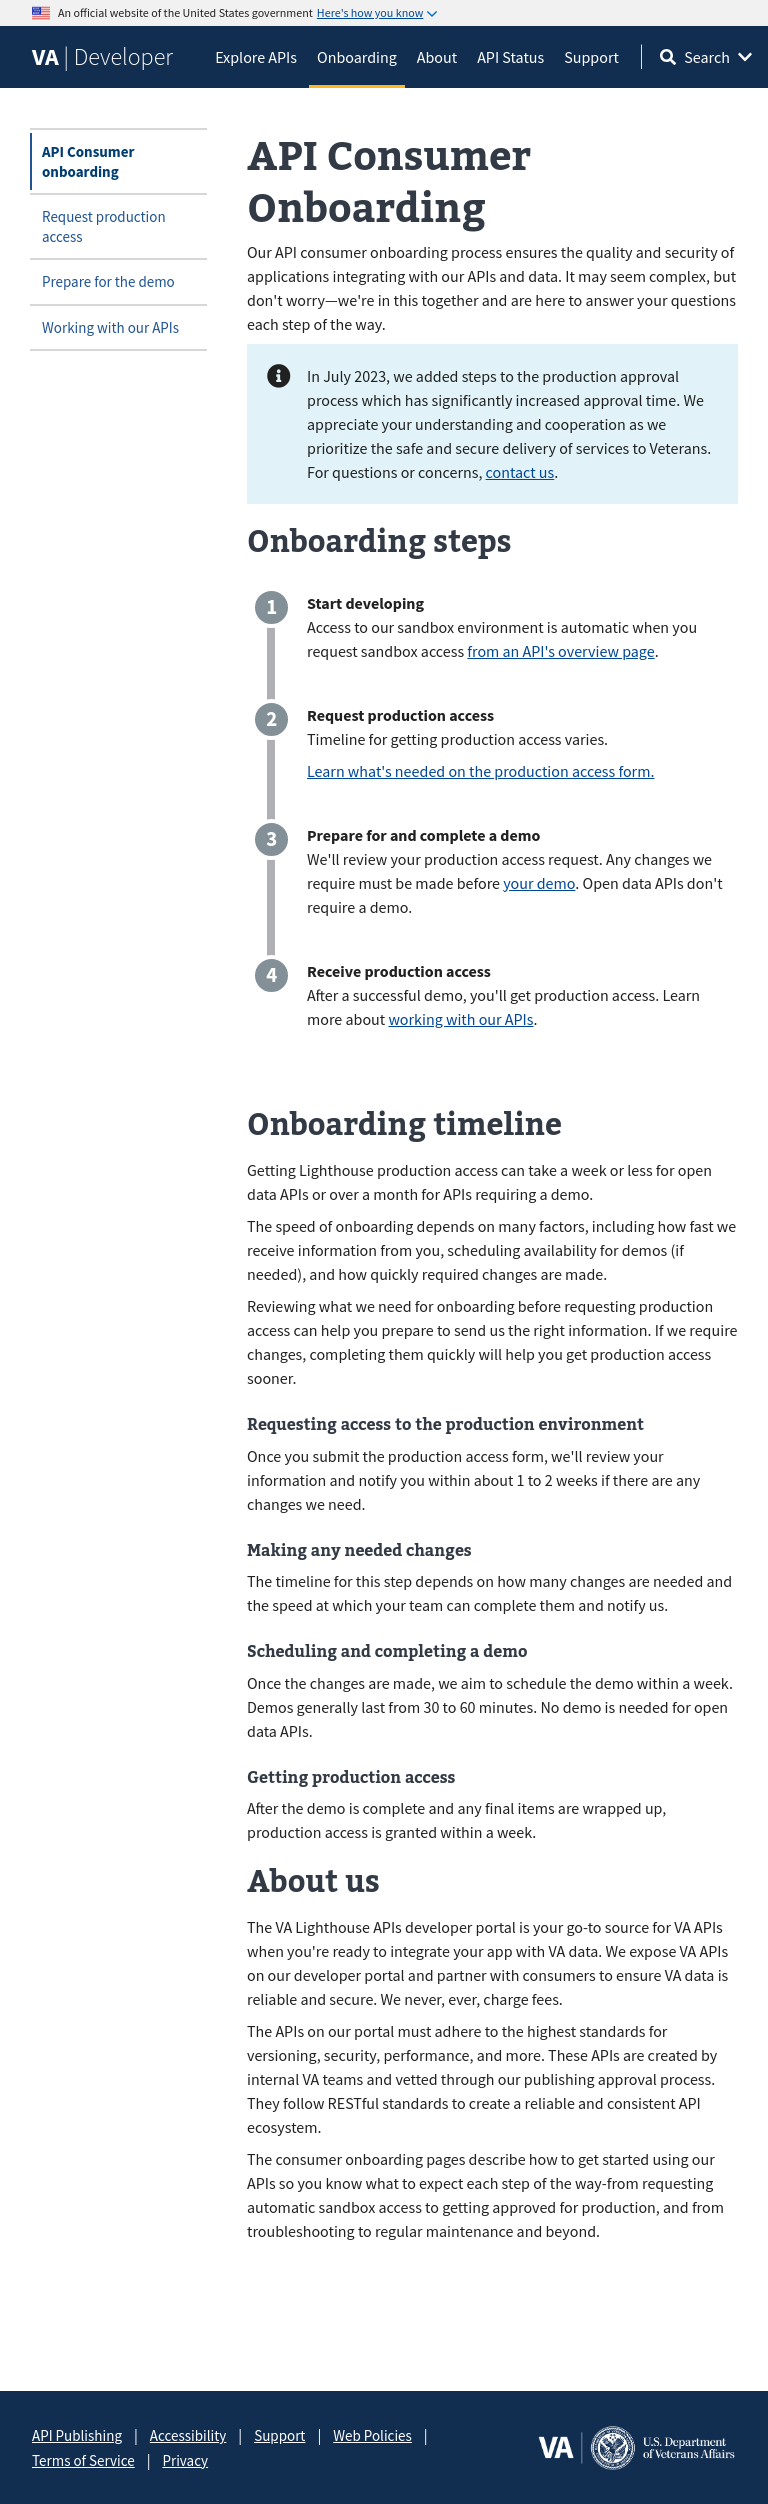 An official website of the United States government Here's how you know
VA | Developer
Explore APIs Onboarding About API Status Support Search
API Consumer
onboarding
Request production
access
Prepare for the demo
Working with our APIs
API Consumer
Onboarding
Our API consumer onboarding process ensures the quality and security of
applications integrating with our APIs and data. It may seem complex, but
don't worry—we're in this together and are here to answer your questions
each step of the way.
In July 2023, we added steps to the production approval
process which has significantly increased approval time. We
appreciate your understanding and cooperation as we
prioritize the safe and secure delivery of services to Veterans.
For questions or concerns, contact us.
Onboarding steps
1 Start developing
Access to our sandbox environment is automatic when you
request sandbox access from an API's overview page.
2 Request production access
Timeline for getting production access varies.
Learn what's needed on the production access form.
3 Prepare for and complete a demo
We'll review your production access request. Any changes we
require must be made before your demo. Open data APIs don't
require a demo.
4 Receive production access
After a successful demo, you'll get production access. Learn
more about working with our APIs.
Onboarding timeline
Getting Lighthouse production access can take a week or less for open
data APIs or over a month for APIs requiring a demo.
The speed of onboarding depends on many factors, including how fast we
receive information from you, scheduling availability for demos (if
needed), and how quickly required changes are made.
Reviewing what we need for onboarding before requesting production
access can help you prepare to send us the right information. If we require
changes, completing them quickly will help you get production access
sooner.
Requesting access to the production environment
Once you submit the production access form, we'll review your
information and notify you within about 1 to 2 weeks if there are any
changes we need.
Making any needed changes
The timeline for this step depends on how many changes are needed and
the speed at which your team can complete them and notify us.
Scheduling and completing a demo
Once the changes are made, we aim to schedule the demo within a week.
Demos generally last from 30 to 60 minutes. No demo is needed for open
data APIs.
Getting production access
After the demo is complete and any final items are wrapped up,
production access is granted within a week.
About us
The VA Lighthouse APIs developer portal is your go-to source for VA APIs
when you're ready to integrate your app with VA data. We expose VA APIs
on our developer portal and partner with consumers to ensure VA data is
reliable and secure. We never, ever, charge fees.
The APIs on our portal must adhere to the highest standards for
versioning, security, performance, and more. These APIs are created by
internal VA teams and vetted through our publishing approval process.
They follow RESTful standards to create a reliable and consistent API
ecosystem.
The consumer onboarding pages describe how to get started using our
APIs so you know what to expect each step of the way-from requesting
automatic sandbox access to getting approved for production, and from
troubleshooting to regular maintenance and beyond.
API Publishing | Accessibility | Support | Web Policies |
Terms of Service | Privacy
VA
U.S. Department
of Veterans Affairs